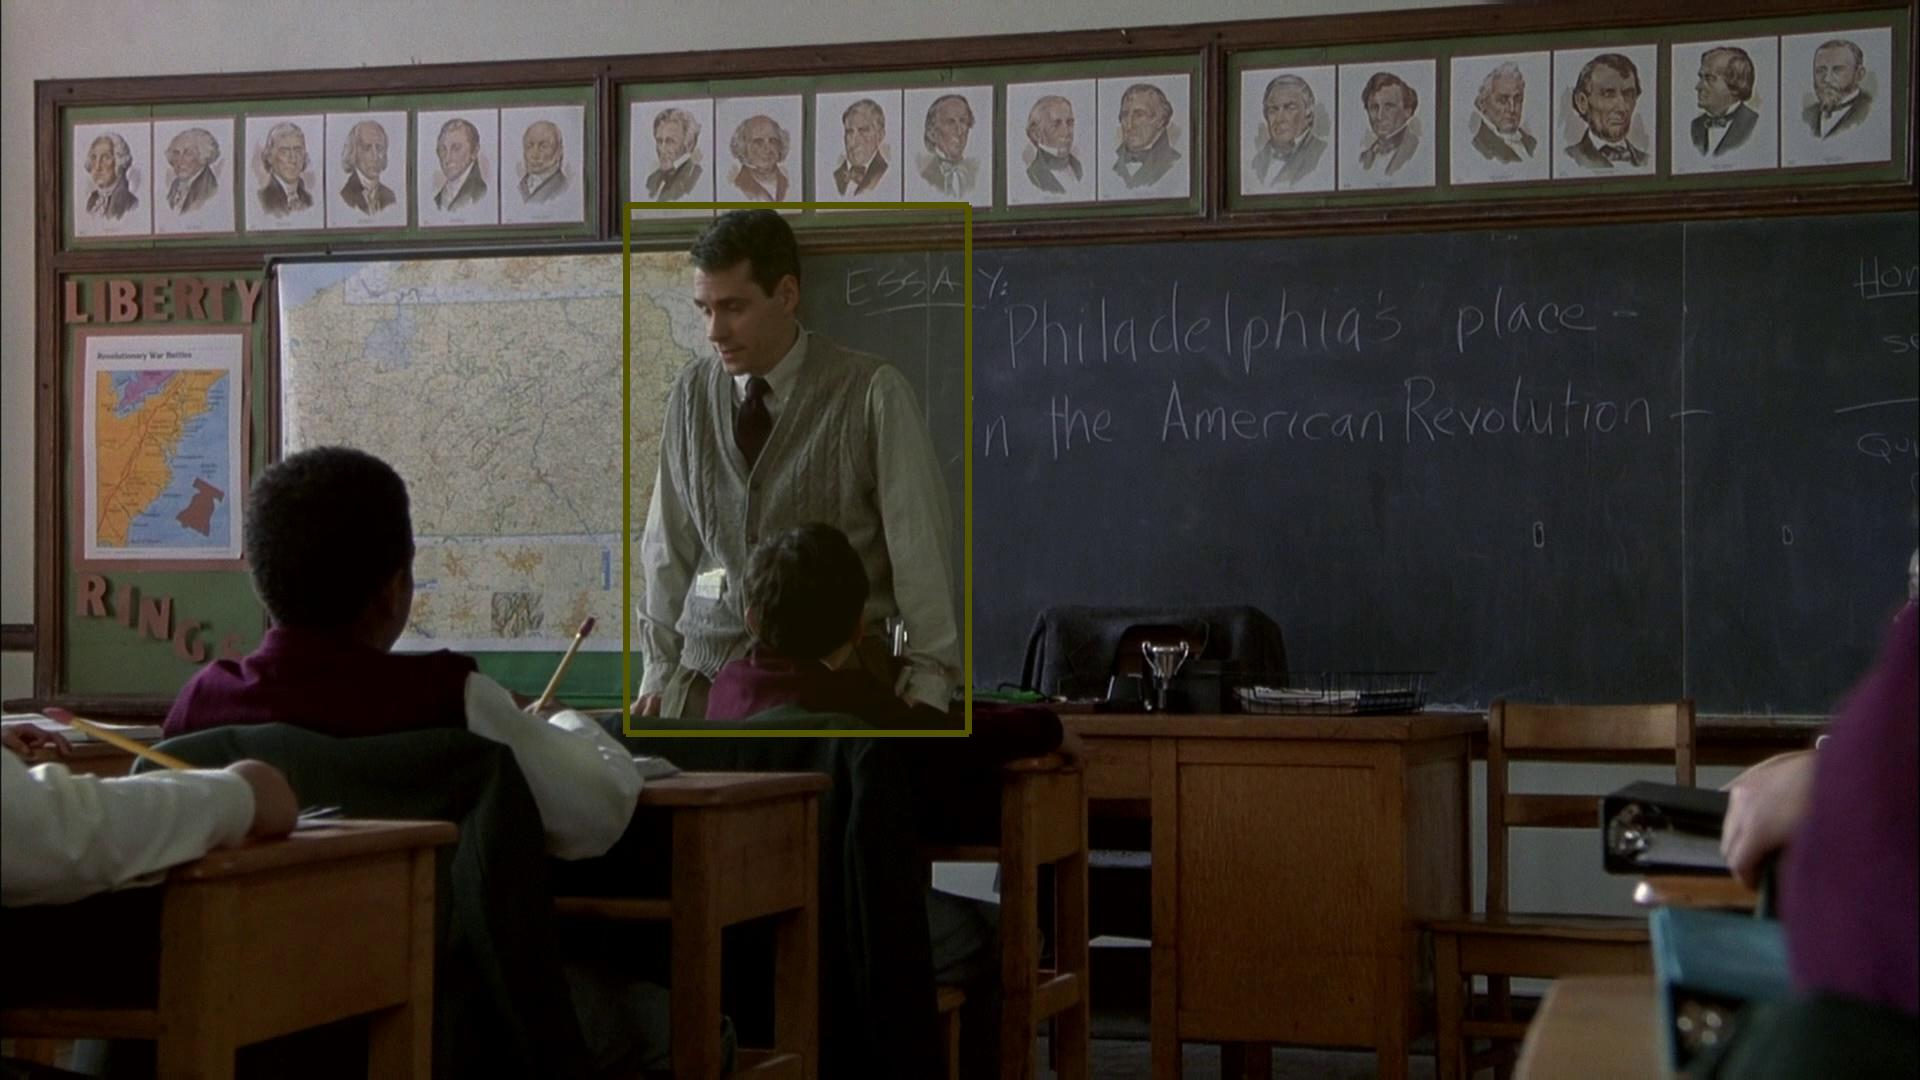 LIBERTY
Revolutionary War Battles
RINGS
ESSAY:
Philadelphia's place -
in the American Revolution -